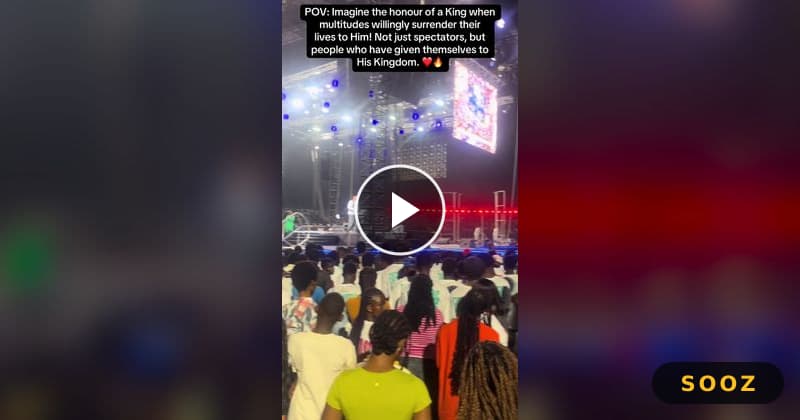 POV: Imagine the honour of a King when
multitudes willingly surrender their
lives to Him! Not just spectators, but
people who have given themselves to
His Kingdom. ❤️🔥
SOOZ